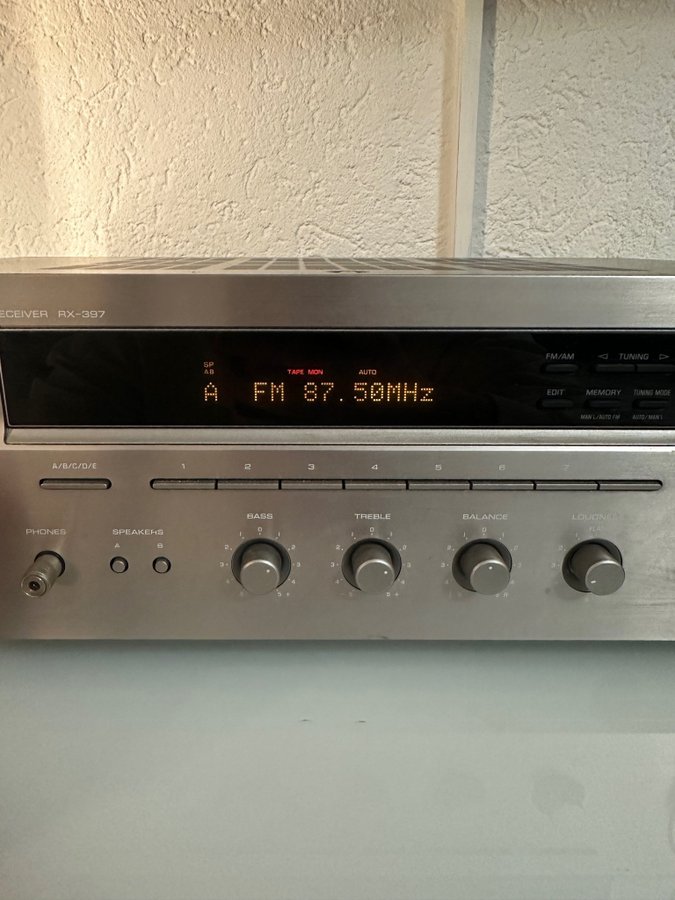 ECEIVER RX-397
SP
AB
TAPE MON AUTO
A FM 87.50MHz
FM/AM TUNING
EDIT MEMORY TUNING MODE
MAN'L/AUTO FM AUTO/MAN'L
A/B/C/D/E 1 2 3 4 5 6 7
PHONES SPEAKERS
A B
BASS TREBLE BALANCE